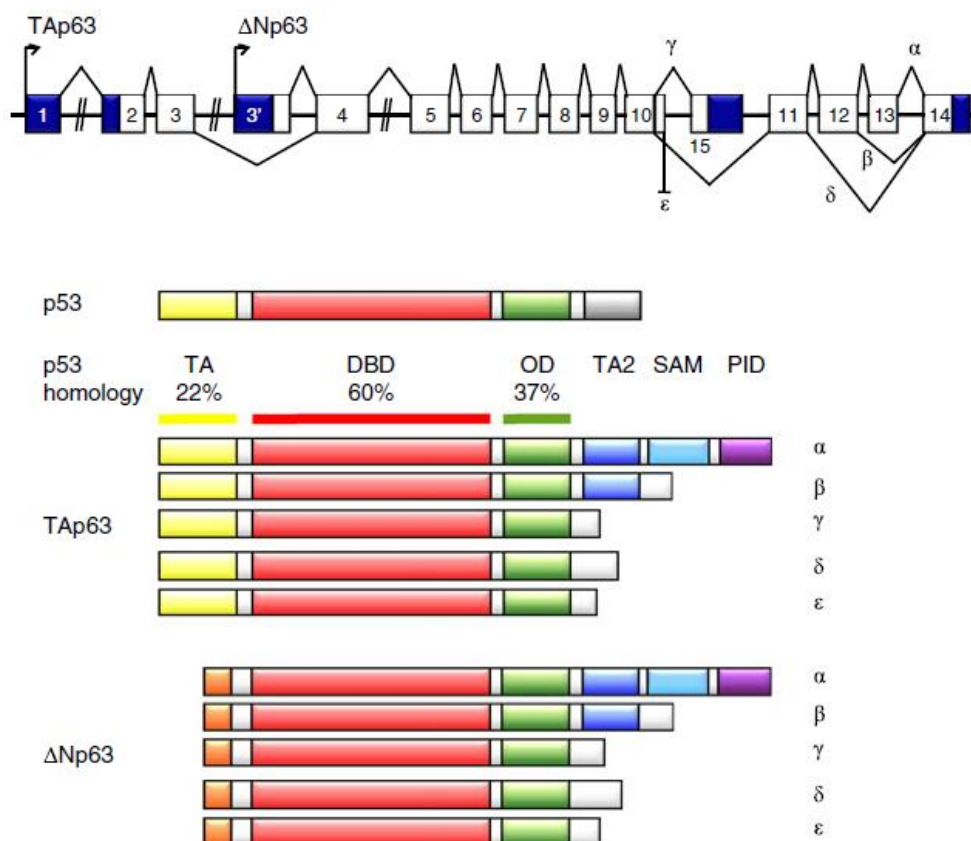 TAp63 ΔNp63
γ α
1 2 3 3' 4 5 6 7 8 9 10 11 12 13 14
15
β
ε δ
p53
p53 TA DBD OD TA2 SAM PID
homology 22% 60% 37%
α
β
TAp63 γ
δ
ε
α
β
ΔNp63 γ
δ
ε